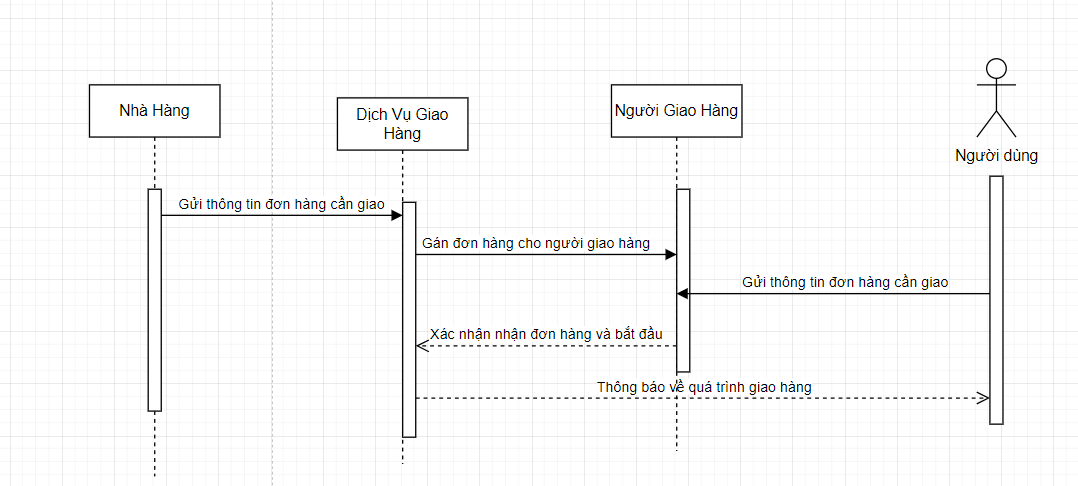 Nhà Hàng
Dịch Vụ Giao
Hàng
Người Giao Hàng
Người dùng
Gửi thông tin đơn hàng cần giao
Gán đơn hàng cho người giao hàng
Gửi thông tin đơn hàng cần giao
Xác nhận nhận đơn hàng và bắt đầu
Thông báo về quá trình giao hàng